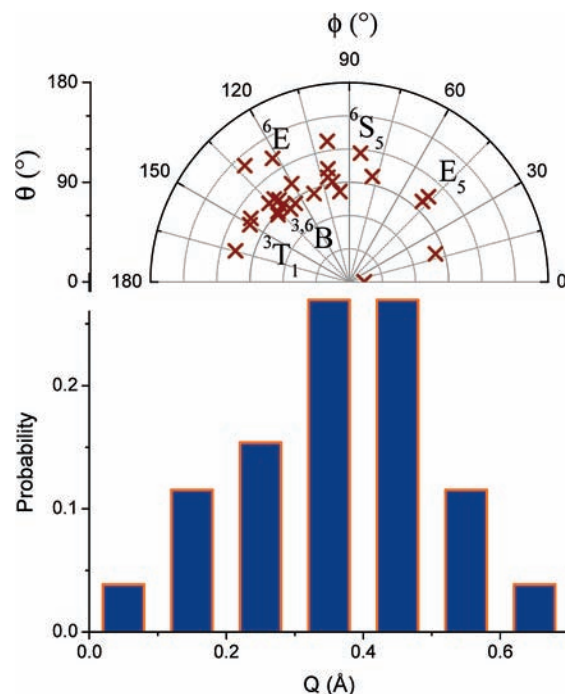 ϕ (°)
90
180
120
60
⁶E
⁶S₅
E₅
150
30
θ (°)
90
³,⁶B
³T₁
0
180
0
0.2
Probability
0.1
0.0
0.0
0.2
0.4
0.6
Q (Å)